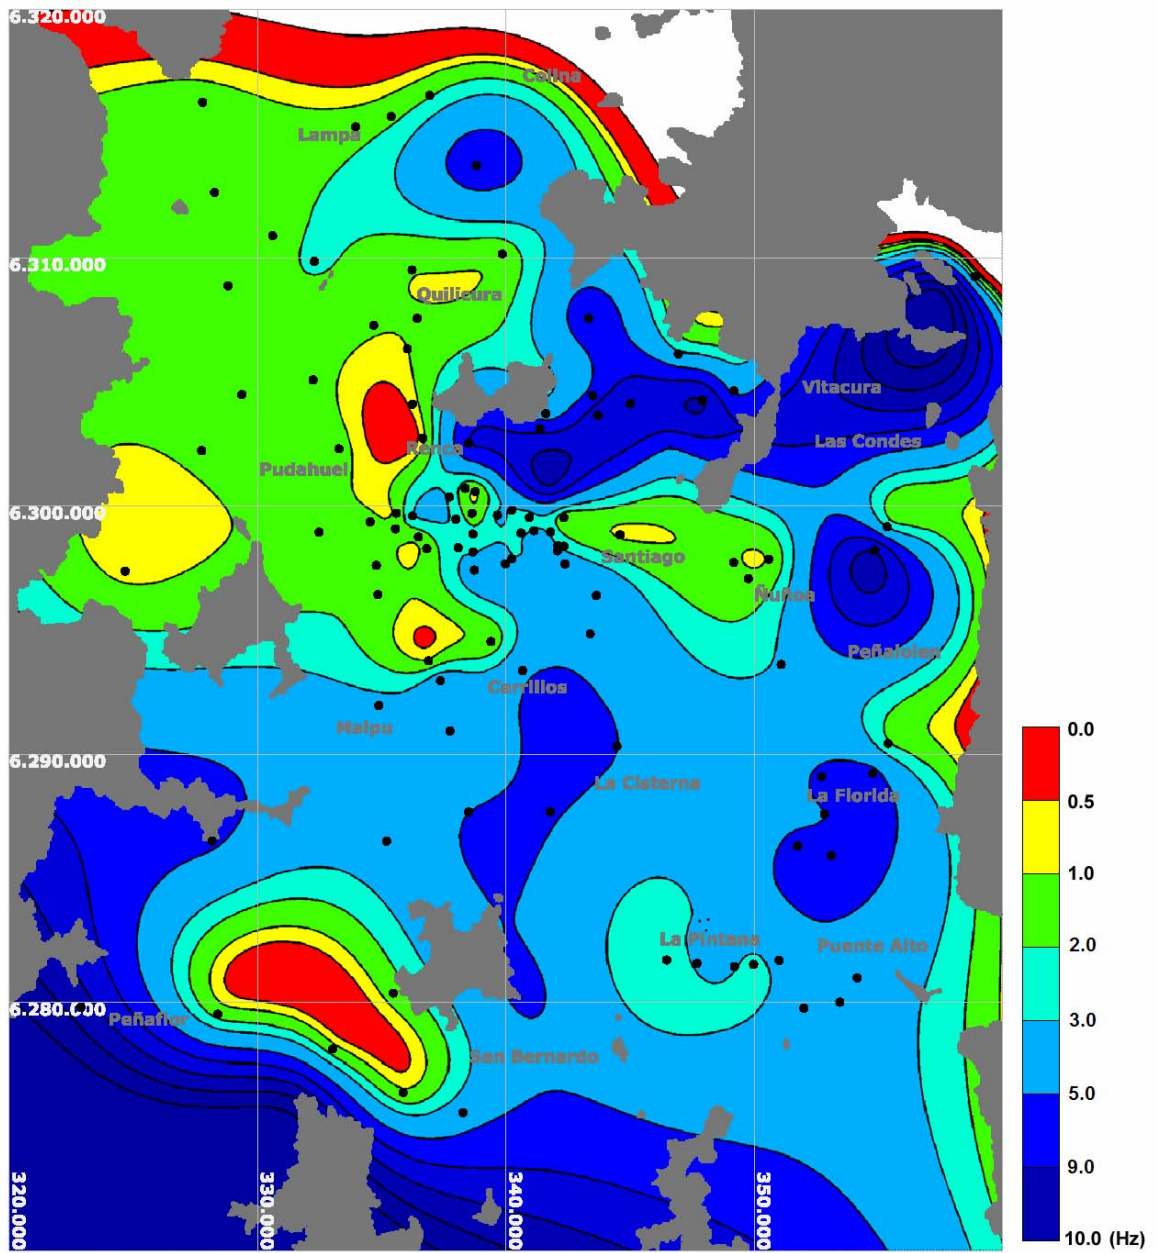 6.320.000
Colina
Lampa
6.310.000
Quilicura
Vitacura
Las Condes
Renca
Pudahuel
6.300.000
Santiago
Ñuñoa
Peñalolen
Cerrillos
Maipu
6.290.000
La Cisterna
La Florida
La Pintana
Puente Alto
6.280.000
Peñaflor
San Bernardo
320.000
330.000
340.000
350.000
0.0
0.5
1.0
2.0
3.0
5.0
9.0
10.0 (Hz)